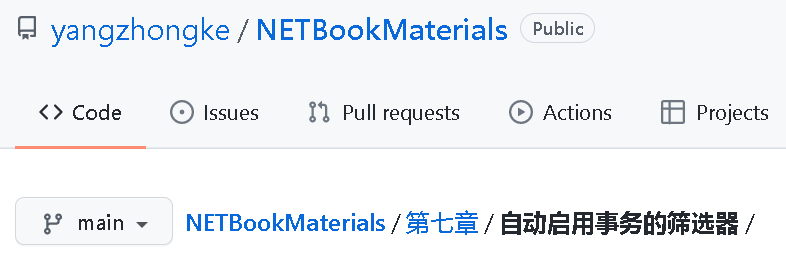 yangzhongke / NETBookMaterials Public
Code Issues Pull requests Actions Projects
main NETBookMaterials / 第七章 / 自动启用事务的筛选器 /